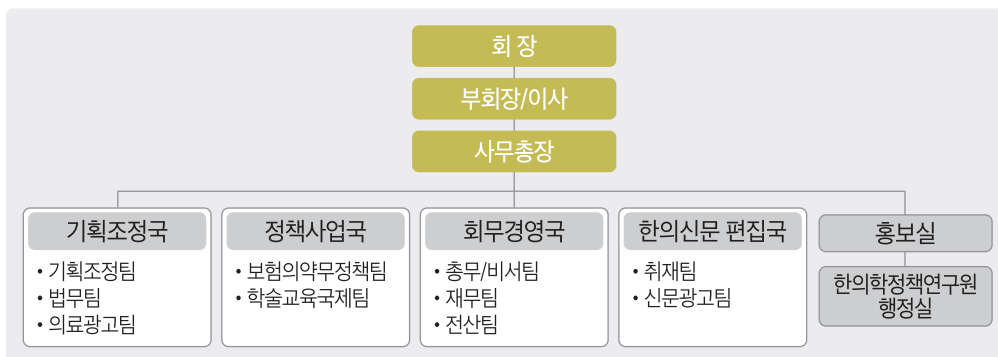 회 장
부회장/이사
사무총장
기획조정국
• 기획조정팀
• 법무팀
• 의료광고팀
정책사업국
• 보험의약무정책팀
• 학술교육국제팀
회무경영국
• 총무/비서팀
• 재무팀
• 전산팀
한의신문 편집국
• 취재팀
• 신문광고팀
홍보실
한의학정책연구원
행정실